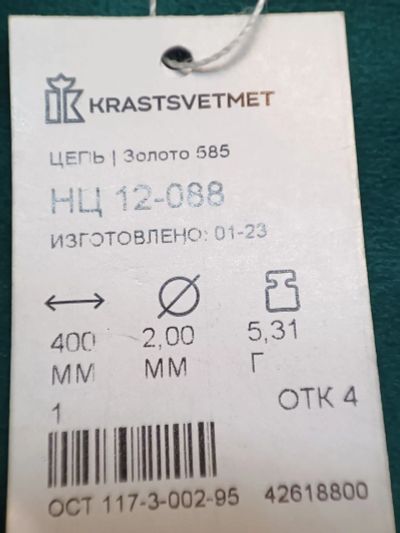 KRASTSVETMET
ЦЕПЬ | Золото 585
НЦ 12-088
ИЗГОТОВЛЕНО: 01-23
400 2,00 5,31
ММ ММ Г
1 ОТК 4
ОСТ 117-3-002-95 42618800